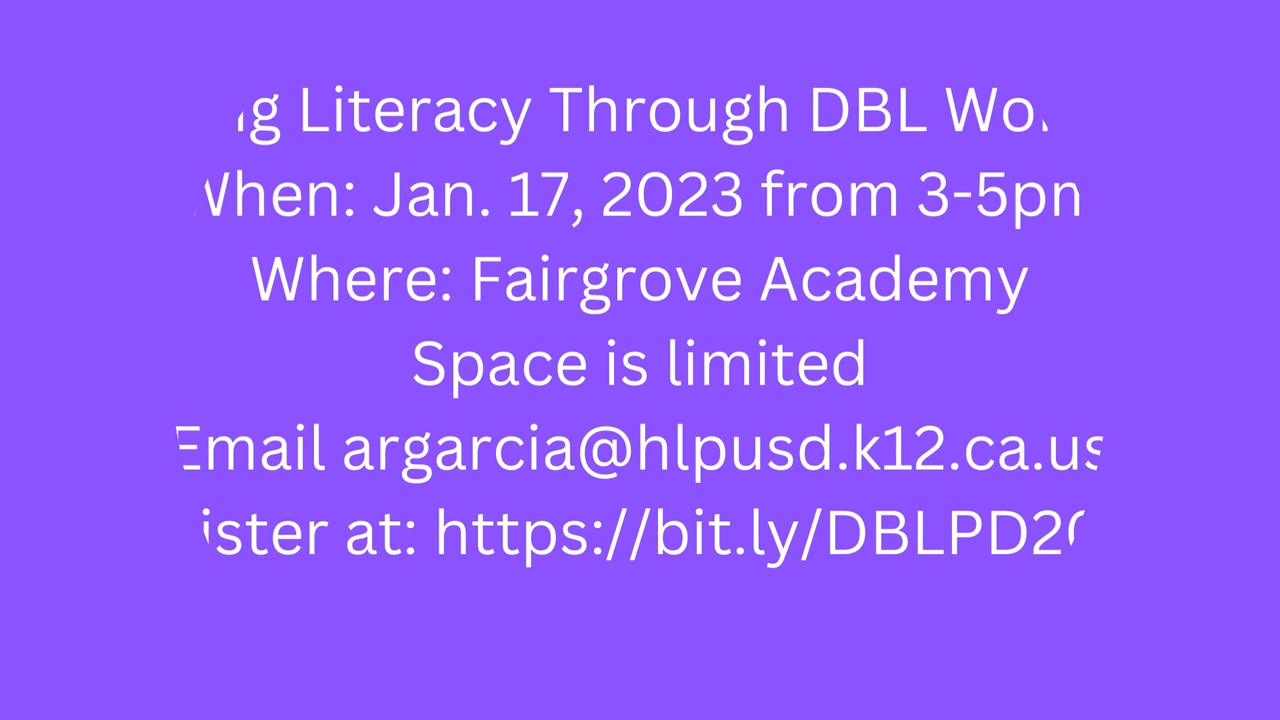 Literacy Through DBL
When: Jan. 17, 2023 from 3-5pm
Where: Fairgrove Academy
Space is limited
Email argarcia@hlpusd.k12.ca.us
at: https://bit.ly/DBLPD2